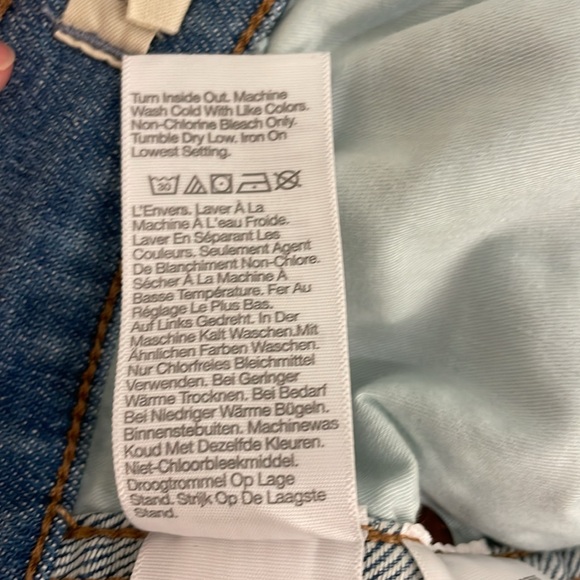 Turn Inside Out. Machine
Wash Cold With Like Colors.
Non-Chlorine Bleach Only.
Tumble Dry Low. Iron On
Lowest Setting.
30
L'Envers. Laver À La
Machine À L'eau Froide.
Laver En Séparant Les
Couleurs. Seulement Agent
De Blanchiment Non-Chlore.
Sécher À La Machine À
Basse Température. Fer Au
Réglage Le Plus Bas.
Auf Links Gedreht. In Der
Maschine Kalt Waschen.Mit
Ähnlichen Farben Waschen.
Nur Chlorfreies Bleichmittel
Verwenden. Bei Geringer
Wärme Trocknen. Bei Bedarf
Bei Niedriger Wärme Bügeln.
Binnenstebuiten. Machinewas
Koud Met Dezelfde Kleuren.
Niet-Chloorbleekmiddel.
Droogtrommel Op Lage
Stand. Strijk Op De Laagste
Stand.